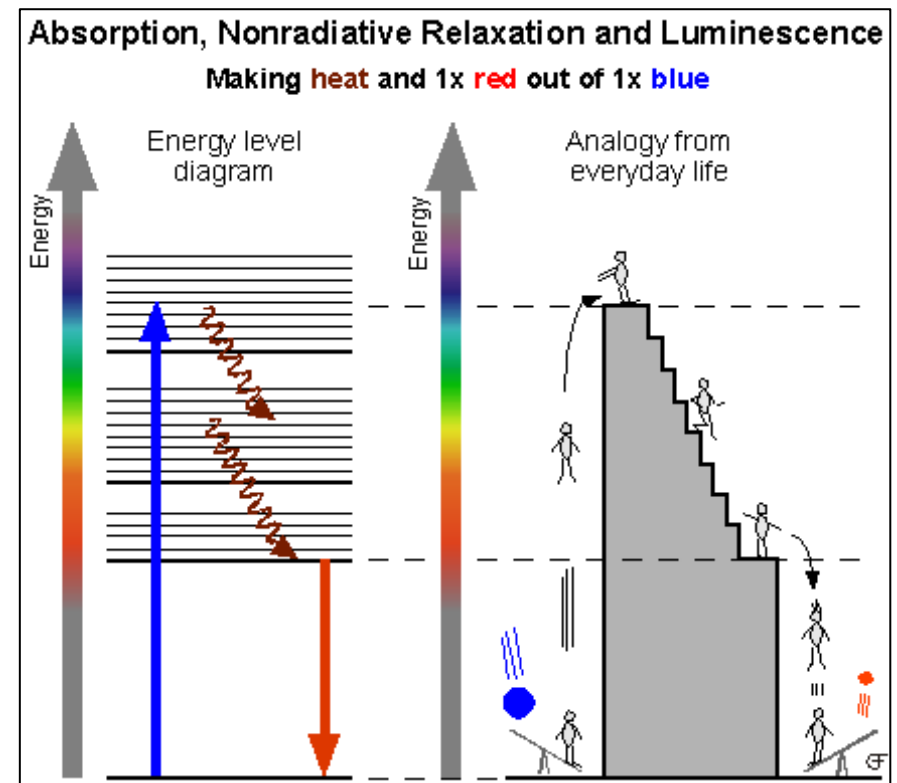 Absorption, Nonradiative Relaxation and Luminescence
Making heat and 1x red out of 1x blue
Energy level
diagram
Analogy from
everyday life
Energy
Energy